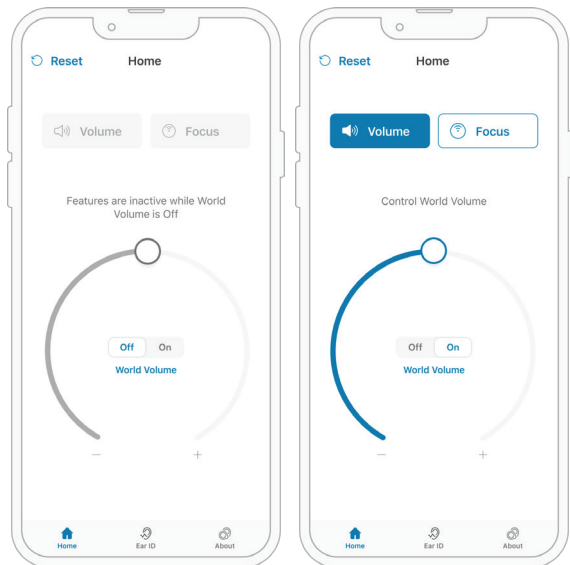 Reset Home
Volume Focus
Features are inactive while World
Volume is Off
Off On
World Volume
− +
Home Ear ID About
Reset Home
Volume Focus
Control World Volume
Off On
World Volume
− +
Home Ear ID About